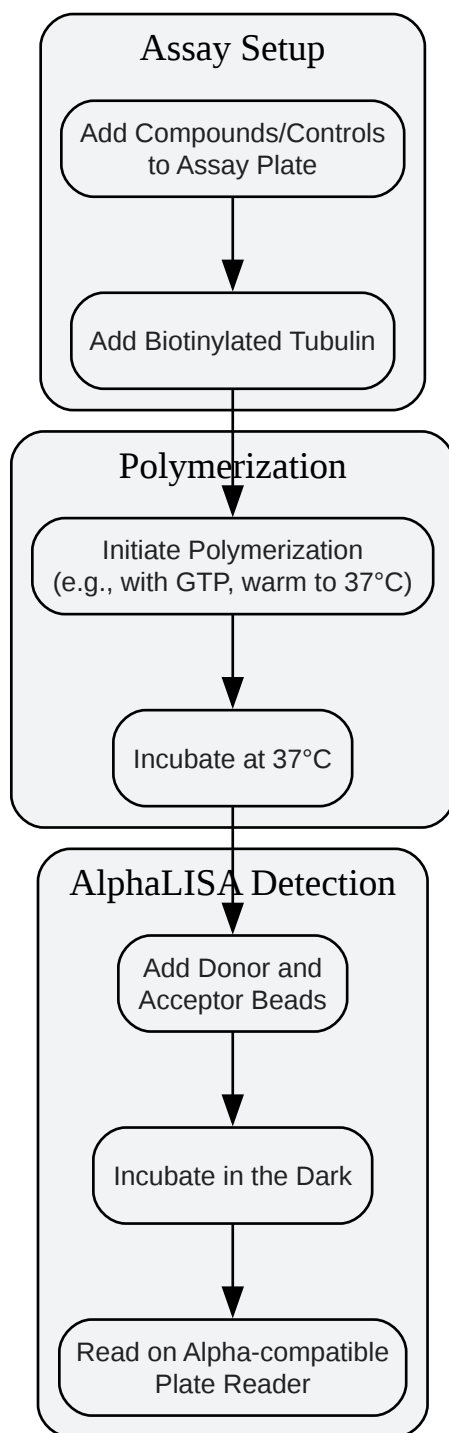 Assay Setup
Add Compounds/Controls
to Assay Plate
Add Biotinylated Tubulin
Polymerization
Initiate Polymerization
(e.g., with GTP, warm to 37°C)
Incubate at 37°C
AlphaLISA Detection
Add Donor and
Acceptor Beads
Incubate in the Dark
Read on Alpha-compatible
Plate Reader